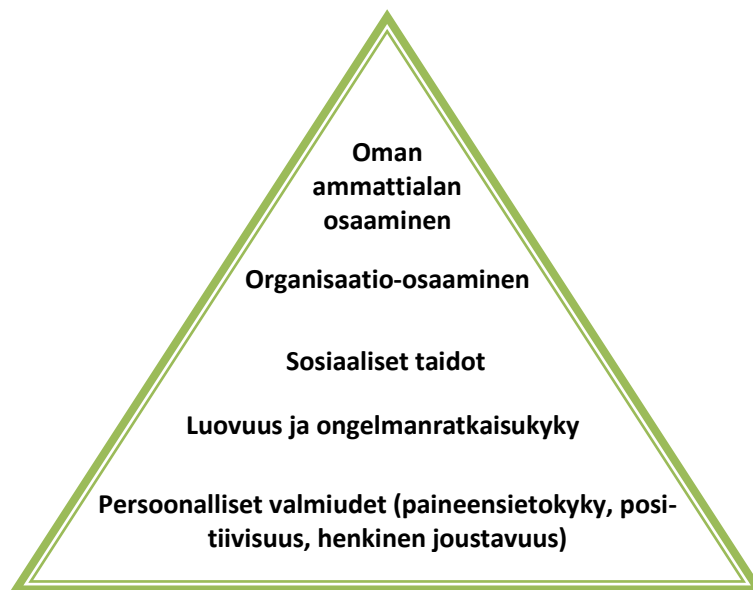 Oman
ammattialan
osaaminen
Organisaatio-osaaminen
Sosiaaliset taidot
Luovuus ja ongelmanratkaisukyky
Persoonalliset valmiudet (paineensietokyky, posi-
tiivisuus, henkinen joustavuus)